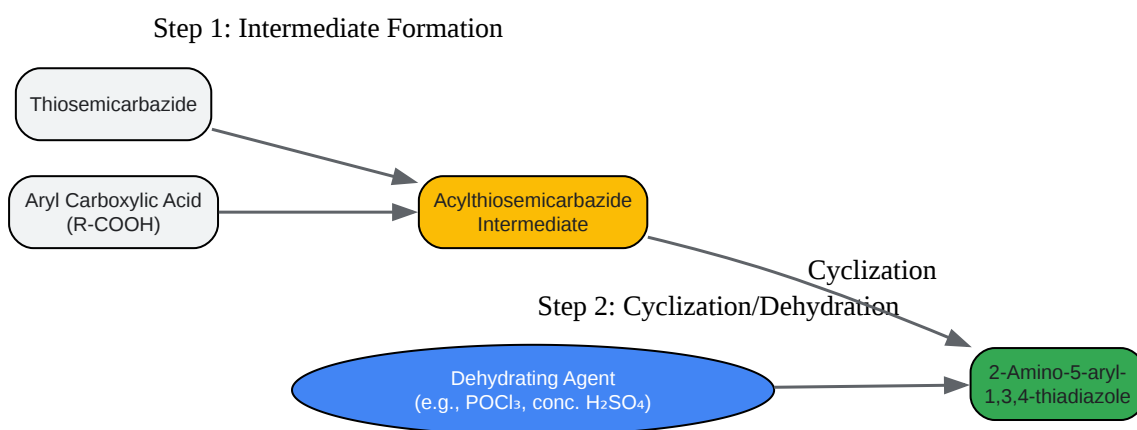 Step 1: Intermediate Formation
Thiosemicarbazide
Aryl Carboxylic Acid
(R-COOH)
Acylthiosemicarbazide
Intermediate
Cyclization
Step 2: Cyclization/Dehydration
Dehydrating Agent
(e.g., POCl₃, conc. H₂SO₄)
2-Amino-5-aryl-
1,3,4-thiadiazole